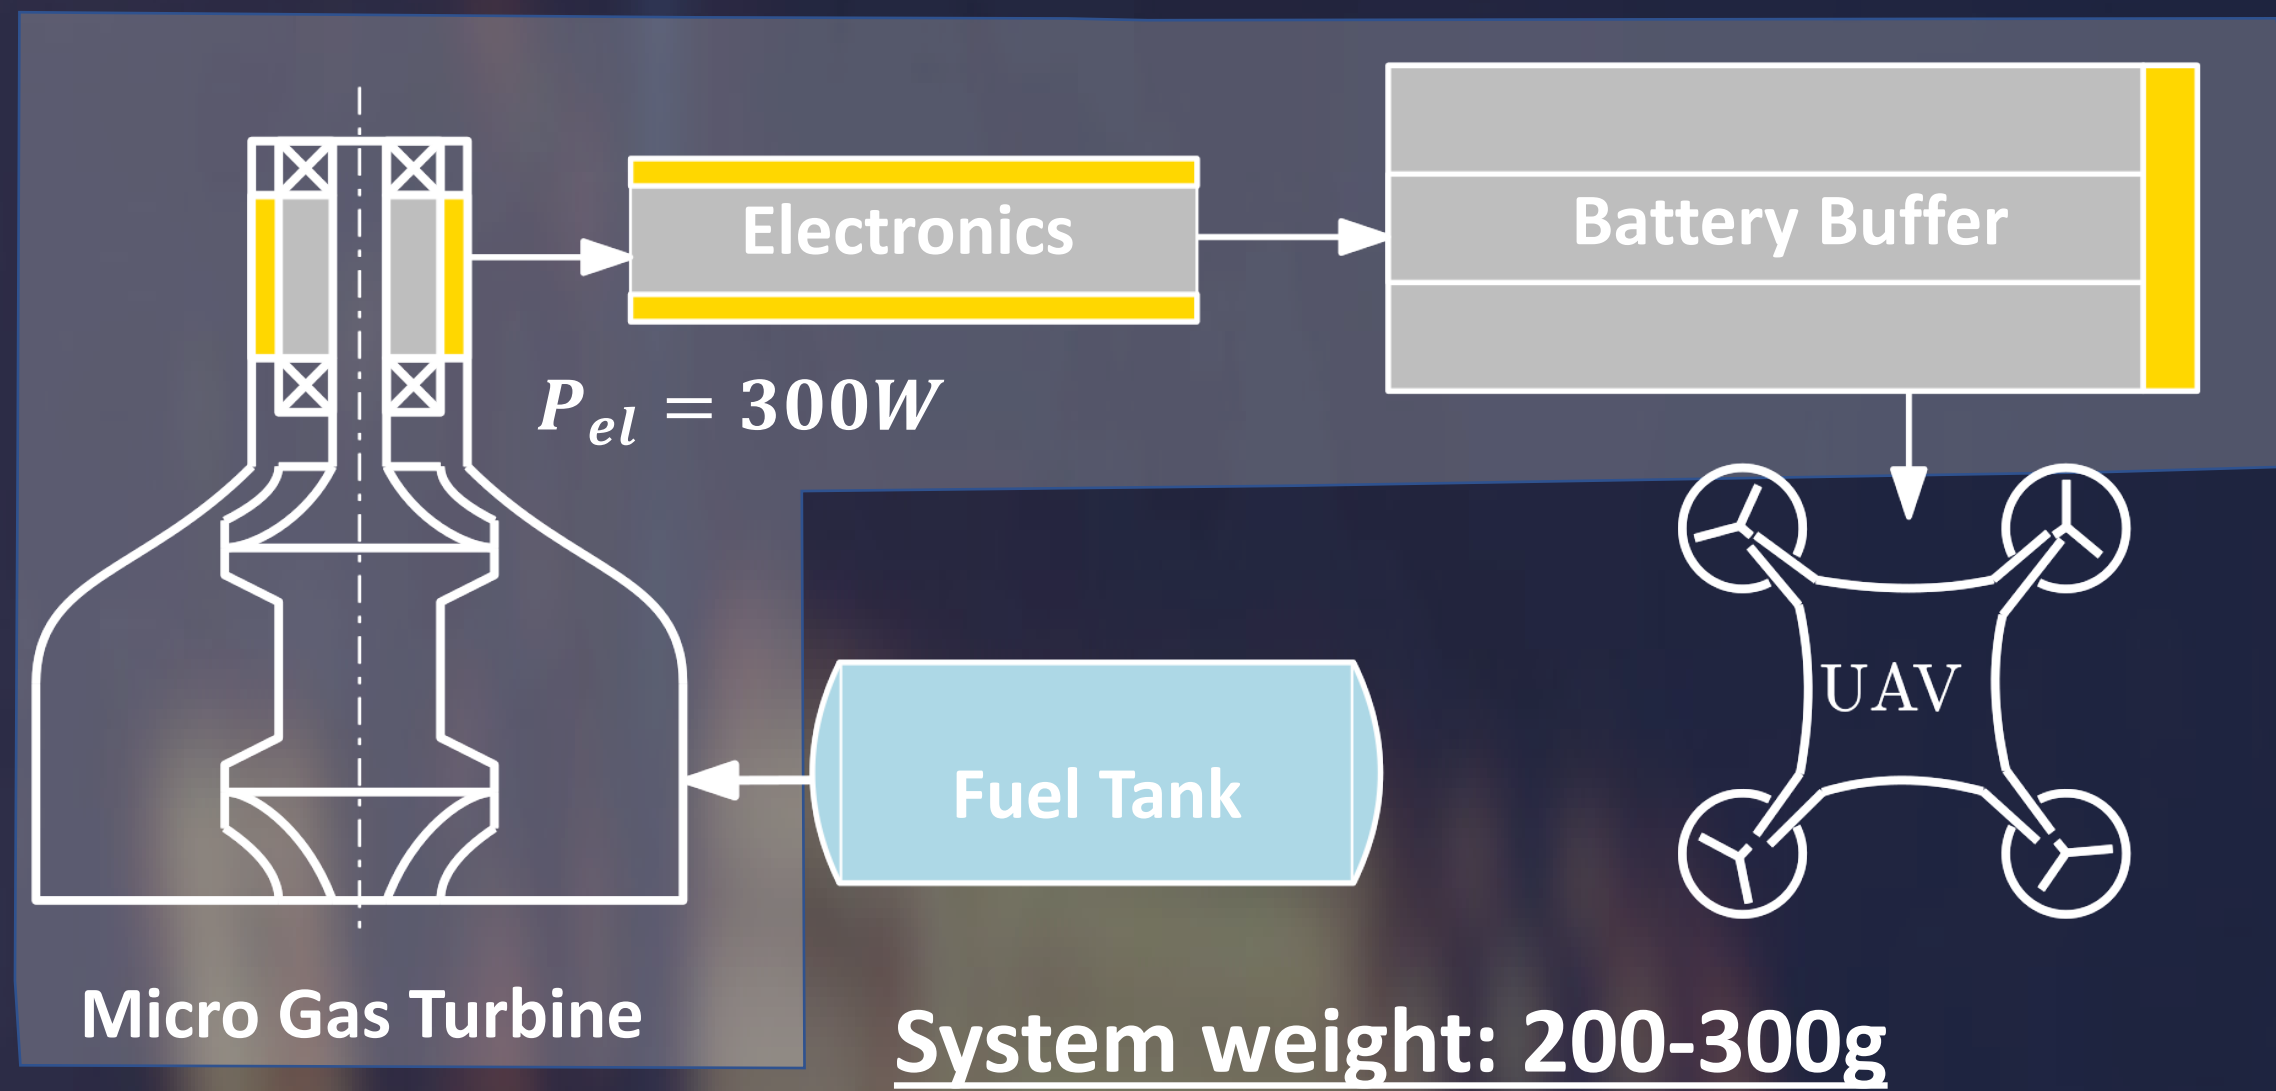 Electronics
Battery Buffer
P_el = 300W
UAV
Fuel Tank
Micro Gas Turbine
System weight: 200-300g